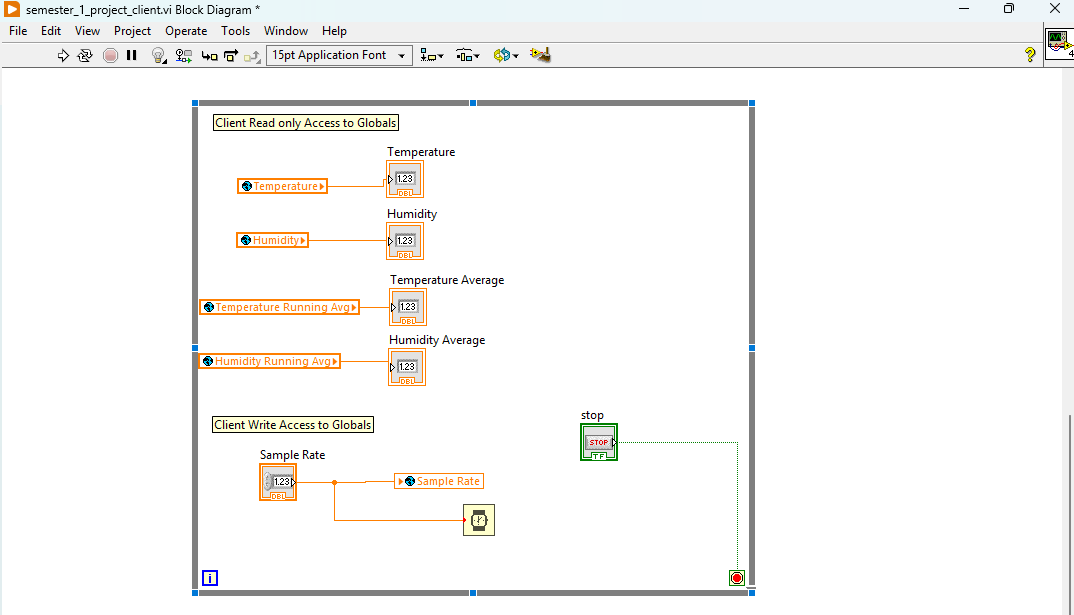 semester_1_project_client.vi Block Diagram *
File Edit View Project Operate Tools Window Help
15pt Application Font
?
4
Client Read only Access to Globals
Temperature
Temperature
1.23
DBL
Humidity
Humidity
1.23
DBL
Temperature Average
Temperature Running Avg
1.23
DBL
Humidity Average
Humidity Running Avg
1.23
DBL
stop
STOP
TF
Client Write Access to Globals
Sample Rate
1.23
DBL
Sample Rate
i